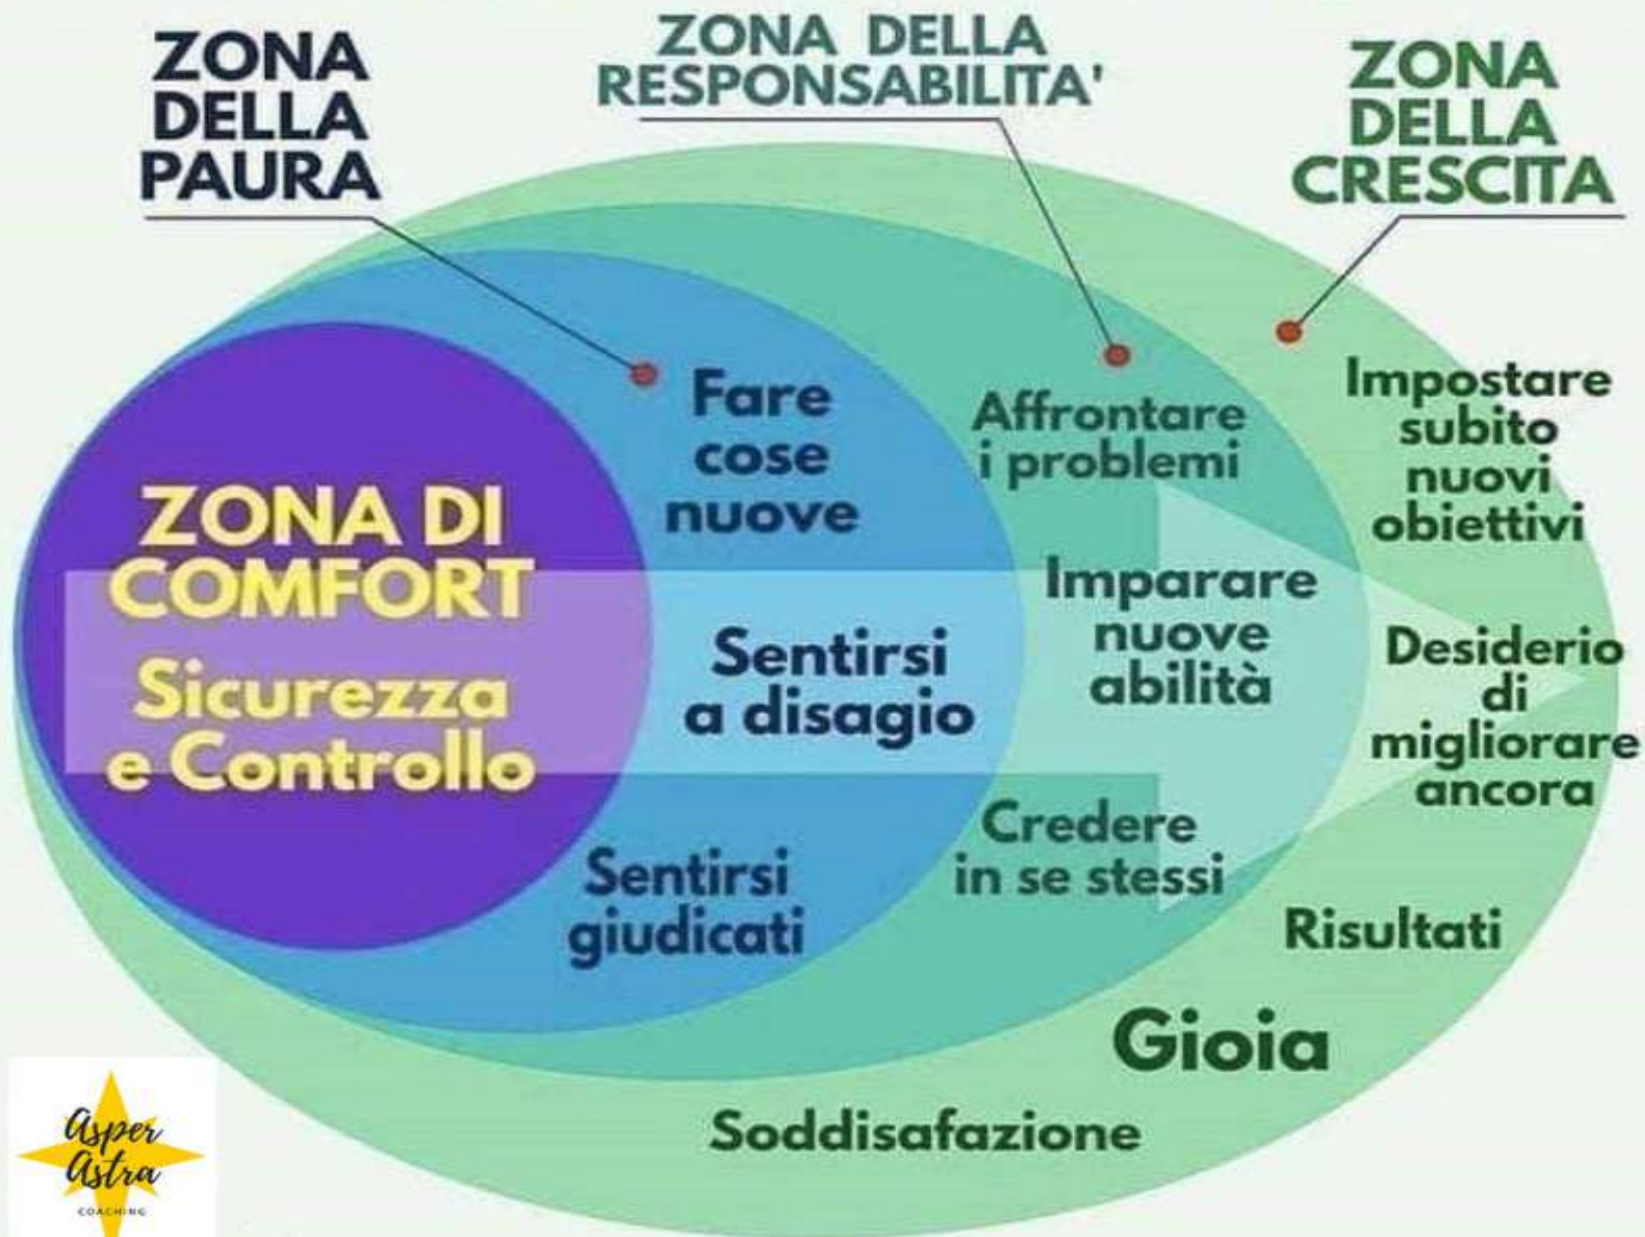 ZONA
DELLA
PAURA
ZONA DELLA
RESPONSABILITA'
ZONA
DELLA
CRESCITA
ZONA DI
COMFORT
Sicurezza
e Controllo
Fare
cose
nuove
Sentirsi
a disagio
Sentirsi
giudicati
Affrontare
i problemi
Imparare
nuove
abilità
Credere
in se stessi
Impostare
subito
nuovi
obiettivi
Desiderio
di
migliorare
ancora
Risultati
Gioia
Soddisafazione
Asper
Astra
COACHING